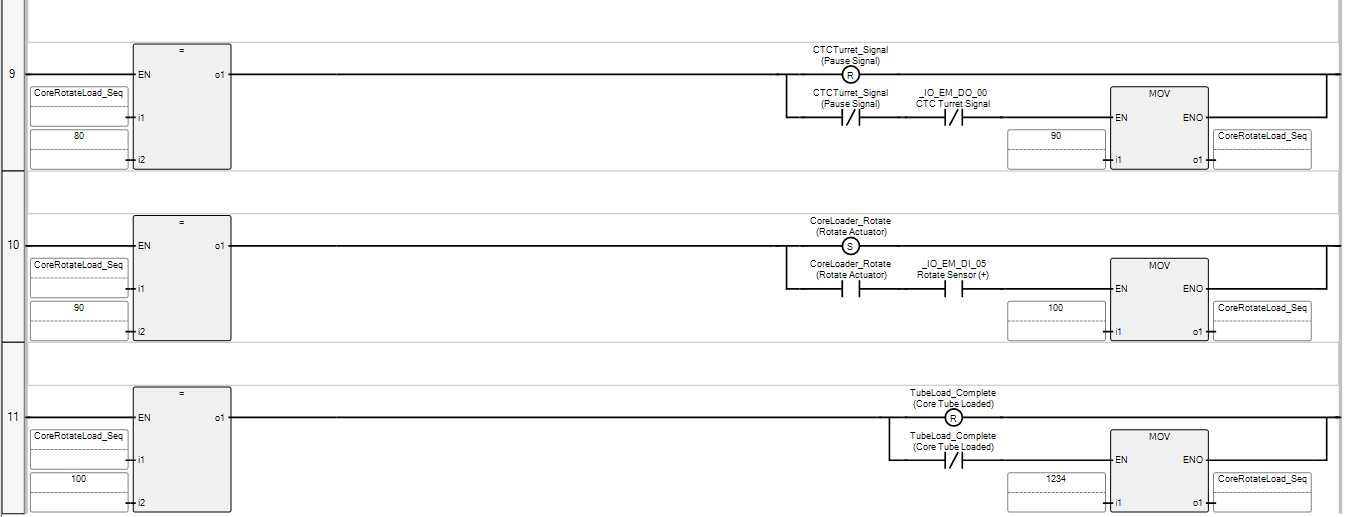 9
=
EN
o1
CoreRotateLoad_Seq
i1
80
i2
CTCTurret_Signal
(Pause Signal)
R
CTCTurret_Signal
(Pause Signal)
_IO_EM_DO_00
CTC Turret Signal
MOV
EN
ENO
90
i1
o1
CoreRotateLoad_Seq
10
=
EN
o1
CoreRotateLoad_Seq
i1
90
i2
CoreLoader_Rotate
(Rotate Actuator)
S
CoreLoader_Rotate
(Rotate Actuator)
_IO_EM_DI_05
Rotate Sensor (+)
MOV
EN
ENO
100
i1
o1
CoreRotateLoad_Seq
11
=
EN
o1
CoreRotateLoad_Seq
i1
100
i2
TubeLoad_Complete
(Core Tube Loaded)
R
TubeLoad_Complete
(Core Tube Loaded)
MOV
EN
ENO
1234
i1
o1
CoreRotateLoad_Seq